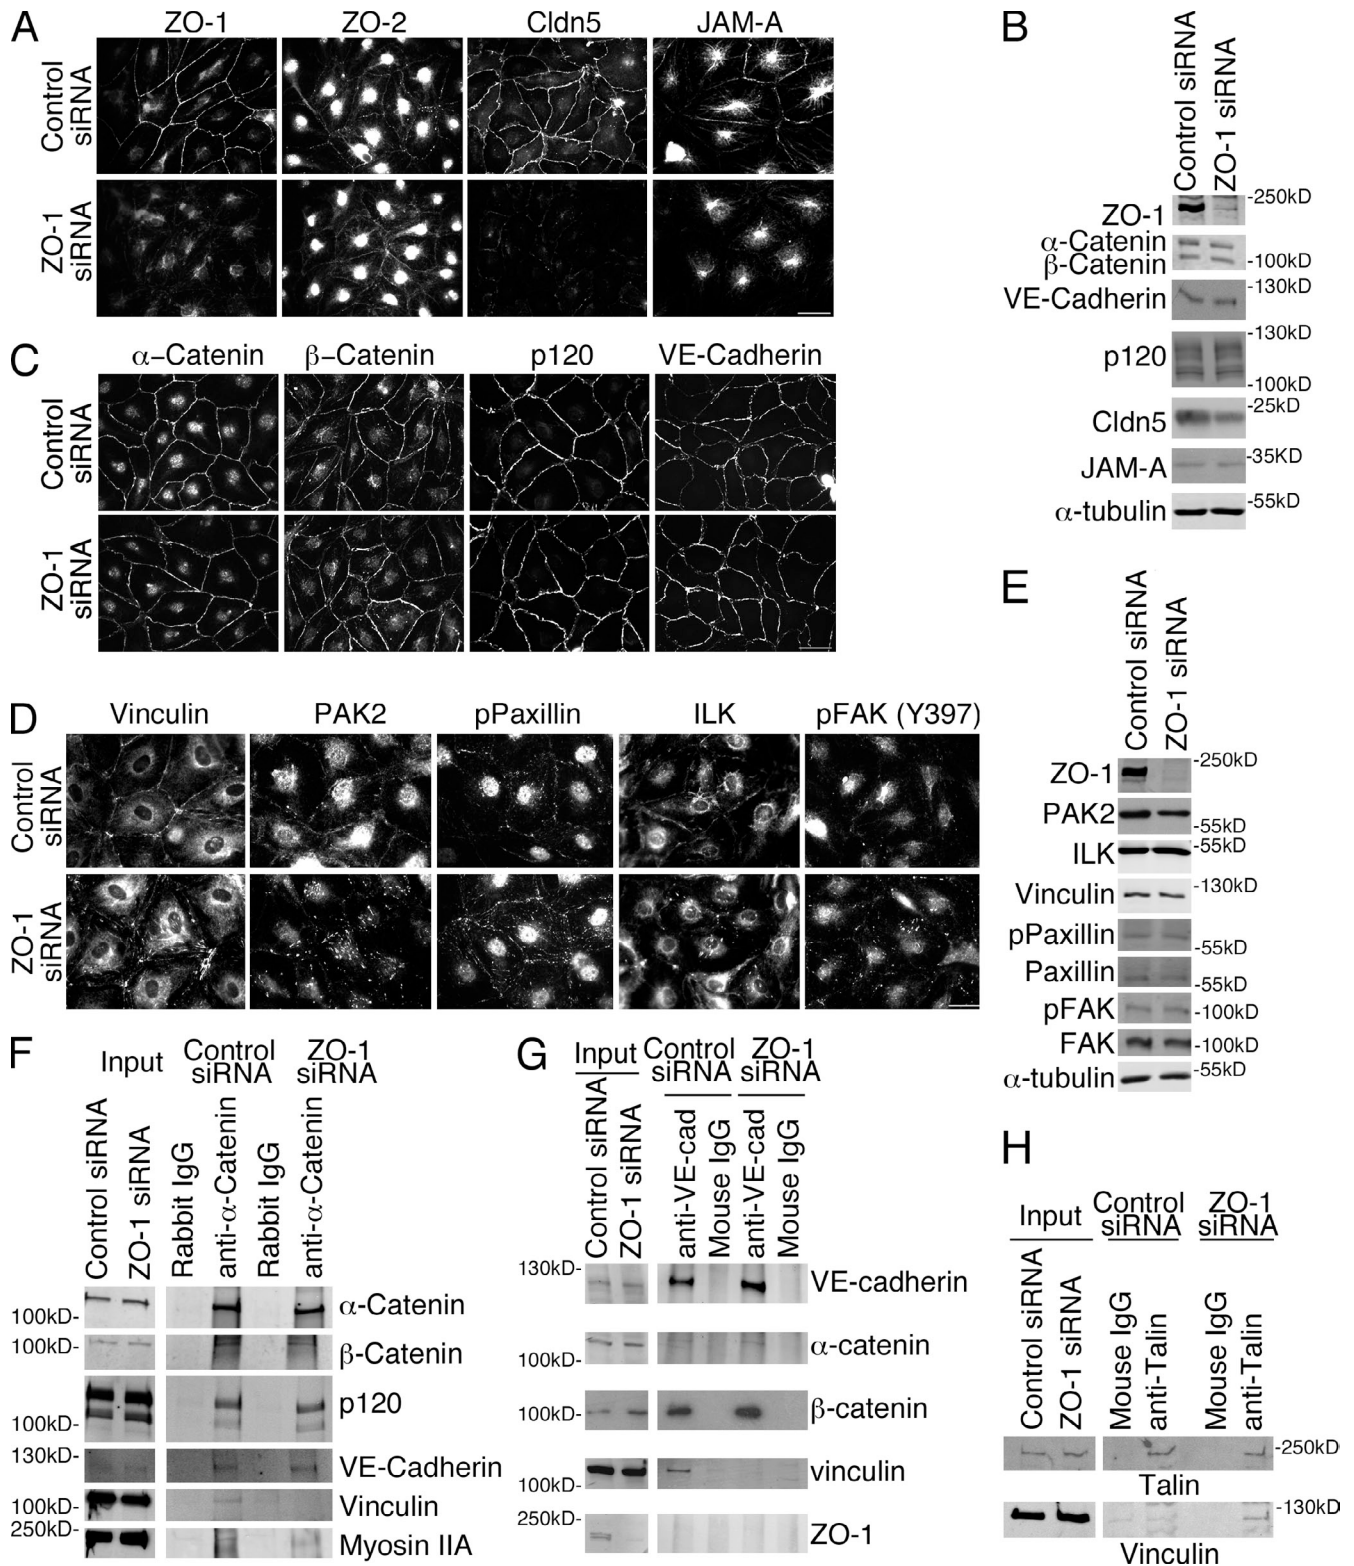 A
ZO-1 ZO-2 Cldn5 JAM-A
Control siRNA
ZO-1 siRNA
B
Control siRNA
ZO-1 siRNA
ZO-1 -250kD
α-Catenin
β-Catenin -100kD
VE-Cadherin -130kD
p120 -130kD
-100kD
Cldn5 -25kD
JAM-A -35KD
α-tubulin -55kD
C
α–Catenin β–Catenin p120 VE-Cadherin
Control siRNA
ZO-1 siRNA
D
Vinculin PAK2 pPaxillin ILK pFAK (Y397)
Control siRNA
ZO-1 siRNA
E
Control siRNA
ZO-1 siRNA
ZO-1 -250kD
PAK2 -55kD
ILK -55kD
Vinculin -130kD
pPaxillin -55kD
Paxillin -55kD
pFAK -100kD
FAK -100kD
α-tubulin -55kD
F
Input Control siRNA ZO-1 siRNA
Control siRNA
ZO-1 siRNA
Rabbit IgG
anti-α-Catenin
Rabbit IgG
anti-α-Catenin
100kD- α-Catenin
100kD- β-Catenin
p120
100kD-
130kD- VE-Cadherin
100kD- Vinculin
250kD- Myosin IIA
G
Input Control siRNA ZO-1 siRNA
Control siRNA
ZO-1 siRNA
anti-VE-cad
Mouse IgG
anti-VE-cad
Mouse IgG
130kD- VE-cadherin
100kD- α-catenin
100kD- β-catenin
100kD- vinculin
250kD- ZO-1
H
Input Control siRNA ZO-1 siRNA
Control siRNA
ZO-1 siRNA
Mouse IgG
anti-Talin
Mouse IgG
anti-Talin
-250kD
Talin
-130kD
Vinculin